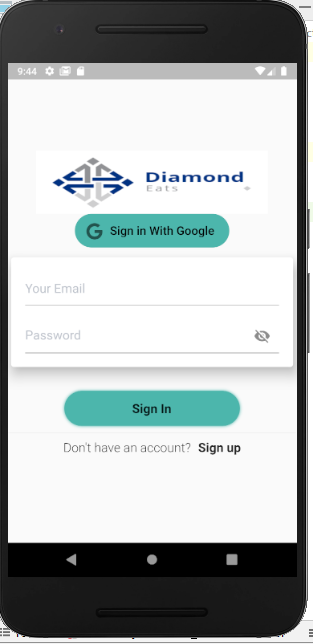 9:44
Diamond
Eats
Sign in With Google
Your Email
Password
Sign In
Don't have an account? Sign up